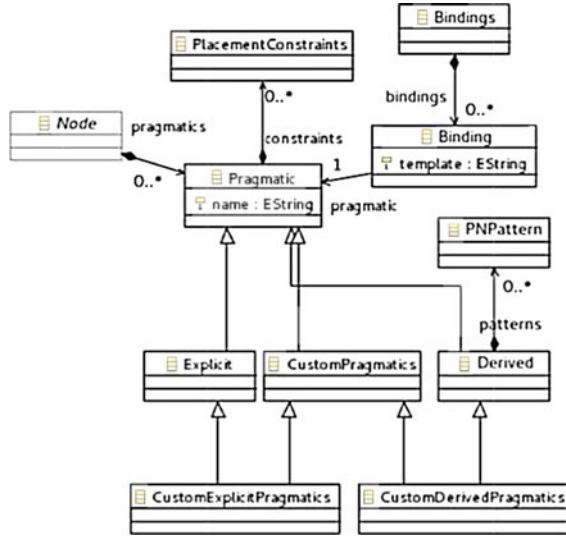 Bindings
PlacementConstraints
0..*
bindings
0..*
Node
pragmatics
constraints
Binding
template : EString
0..*
Pragmatic
1
name : EString
pragmatic
PNPattern
0..*
patterns
Explicit
CustomPragmatics
Derived
CustomExplicitPragmatics
CustomDerivedPragmatics